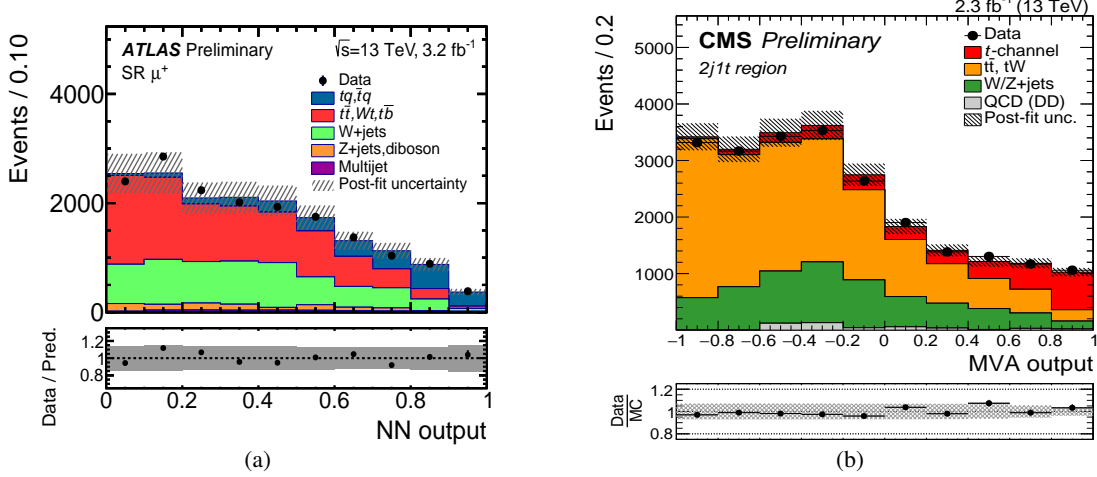 ATLAS Preliminary
√s=13 TeV, 3.2 fb⁻¹
SR μ⁺
Data
tq,t̄q
tt̄,Wt,tb̄
W+jets
Z+jets,diboson
Multijet
Post-fit uncertainty
Events / 0.10
4000
2000
0
Data / Pred.
1.2
1
0.8
0 0.2 0.4 0.6 0.8 1
NN output
(a)
2.3 fb⁻¹ (13 TeV)
CMS Preliminary
2j1t region
Data
t-channel
tt̄, tW
W/Z+jets
QCD (DD)
Post-fit unc.
Events / 0.2
5000
4000
3000
2000
1000
−1 −0.8 −0.6 −0.4 −0.2 0 0.2 0.4 0.6 0.8 1
MVA output
Data
MC
1.2
1
0.8
(b)